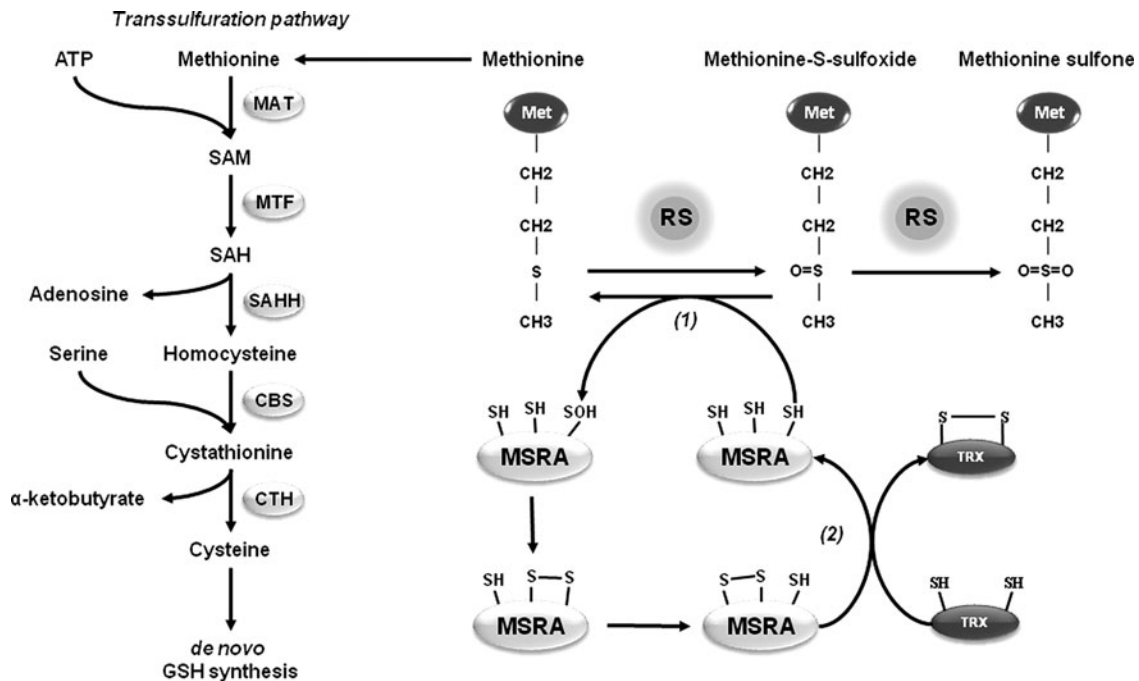 Transsulfuration pathway
ATP Methionine Methionine Methionine-S-sulfoxide Methionine sulfone
MAT Met Met Met
SAM
CH2 CH2 CH2
MTF RS RS
CH2 CH2 CH2
SAH
S O=S O=S=O
Adenosine SAHH
CH3 (1) CH3 CH3
Serine Homocysteine
CBS
SH SH SOH SH SH SH S S
Cystathionine MSRA MSRA TRX
α-ketobutyrate CTH
(2)
Cysteine
SH S S S S SH SH SH
MSRA MSRA TRX
de novo
GSH synthesis